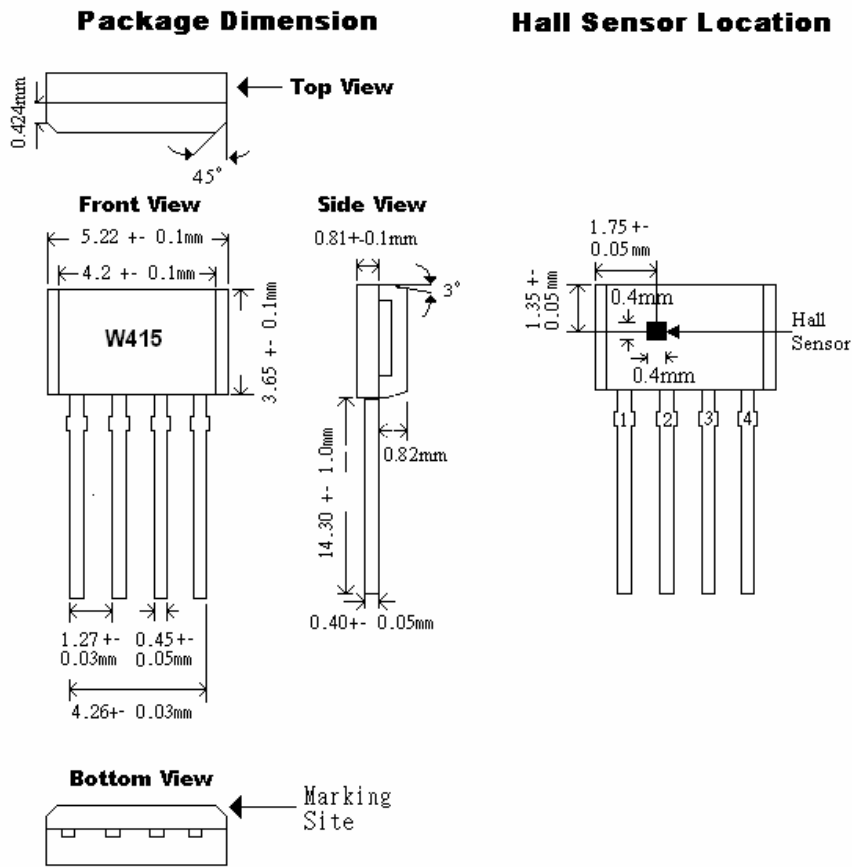 Package Dimension
Hall Sensor Location
Top View
0.424mm
45°
Front View
5.22 +- 0.1mm
4.2 +- 0.1mm
W415
3.65 +- 0.1mm
1.27+-
0.03mm
0.45+-
0.05mm
4.26+- 0.03mm
Side View
0.81+-0.1mm
3°
0.82mm
14.30 +- 1.0mm
0.40+- 0.05mm
1.75 +-
0.05mm
1.35 +-
0.05mm
0.4mm
0.4mm
Hall
Sensor
1 2 3 4
Bottom View
Marking
Site